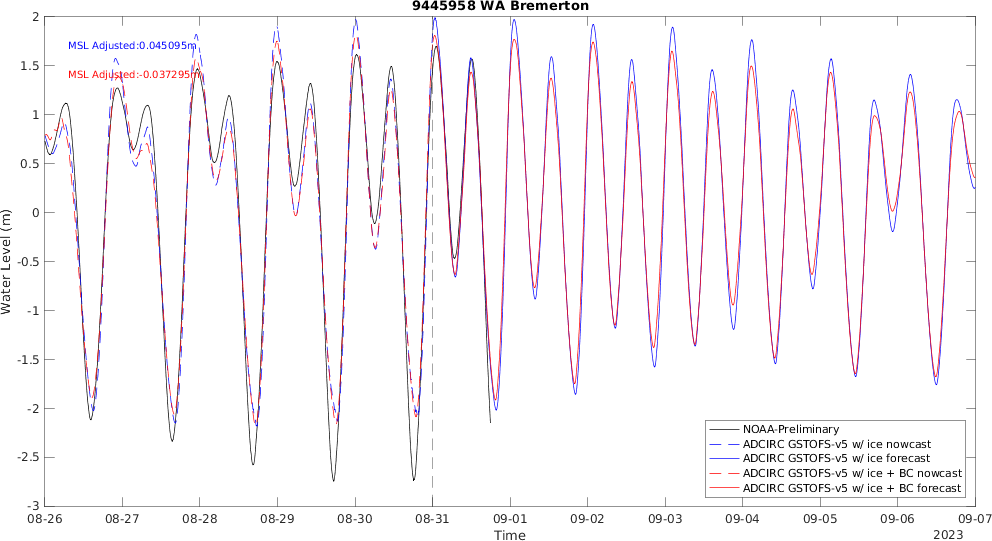 9445958 WA Bremerton
MSL Adjusted:0.045095m
MSL Adjusted:-0.037295m
Water Level (m)
2
1.5
1
0.5
0
-0.5
-1
-1.5
-2
-2.5
-3
NOAA-Preliminary
ADCIRC GSTOFS-v5 w/ ice nowcast
ADCIRC GSTOFS-v5 w/ ice forecast
ADCIRC GSTOFS-v5 w/ ice + BC nowcast
ADCIRC GSTOFS-v5 w/ ice + BC forecast
08-26 08-27 08-28 08-29 08-30 08-31 09-01 09-02 09-03 09-04 09-05 09-06 09-07
Time
2023